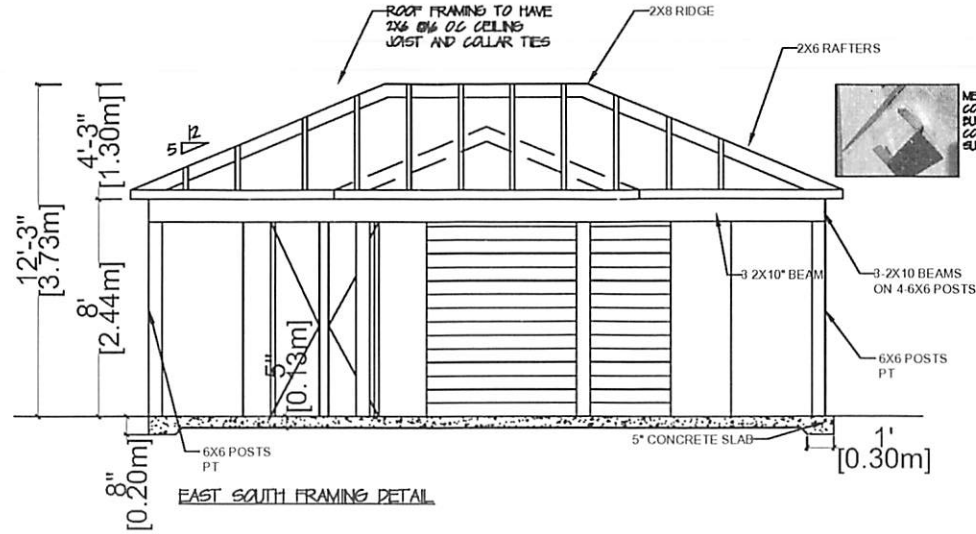 ROOF FRAMING TO HAVE
2X6 @16 OC CEILING
JOIST AND COLLAR TIES
2X8 RIDGE
2X6 RAFTERS
12
5
4'-3"
[1.30m]
12'-3"
[3.73m]
8'
[2.44m]
3 2X10" BEAM
3-2X10 BEAMS
ON 4-6X6 POSTS
5"
[0.13m]
6X6 POSTS
PT
6X6 POSTS
PT
5" CONCRETE SLAB
1'
[0.30m]
8"
[0.20m]
EAST SOUTH FRAMING DETAIL